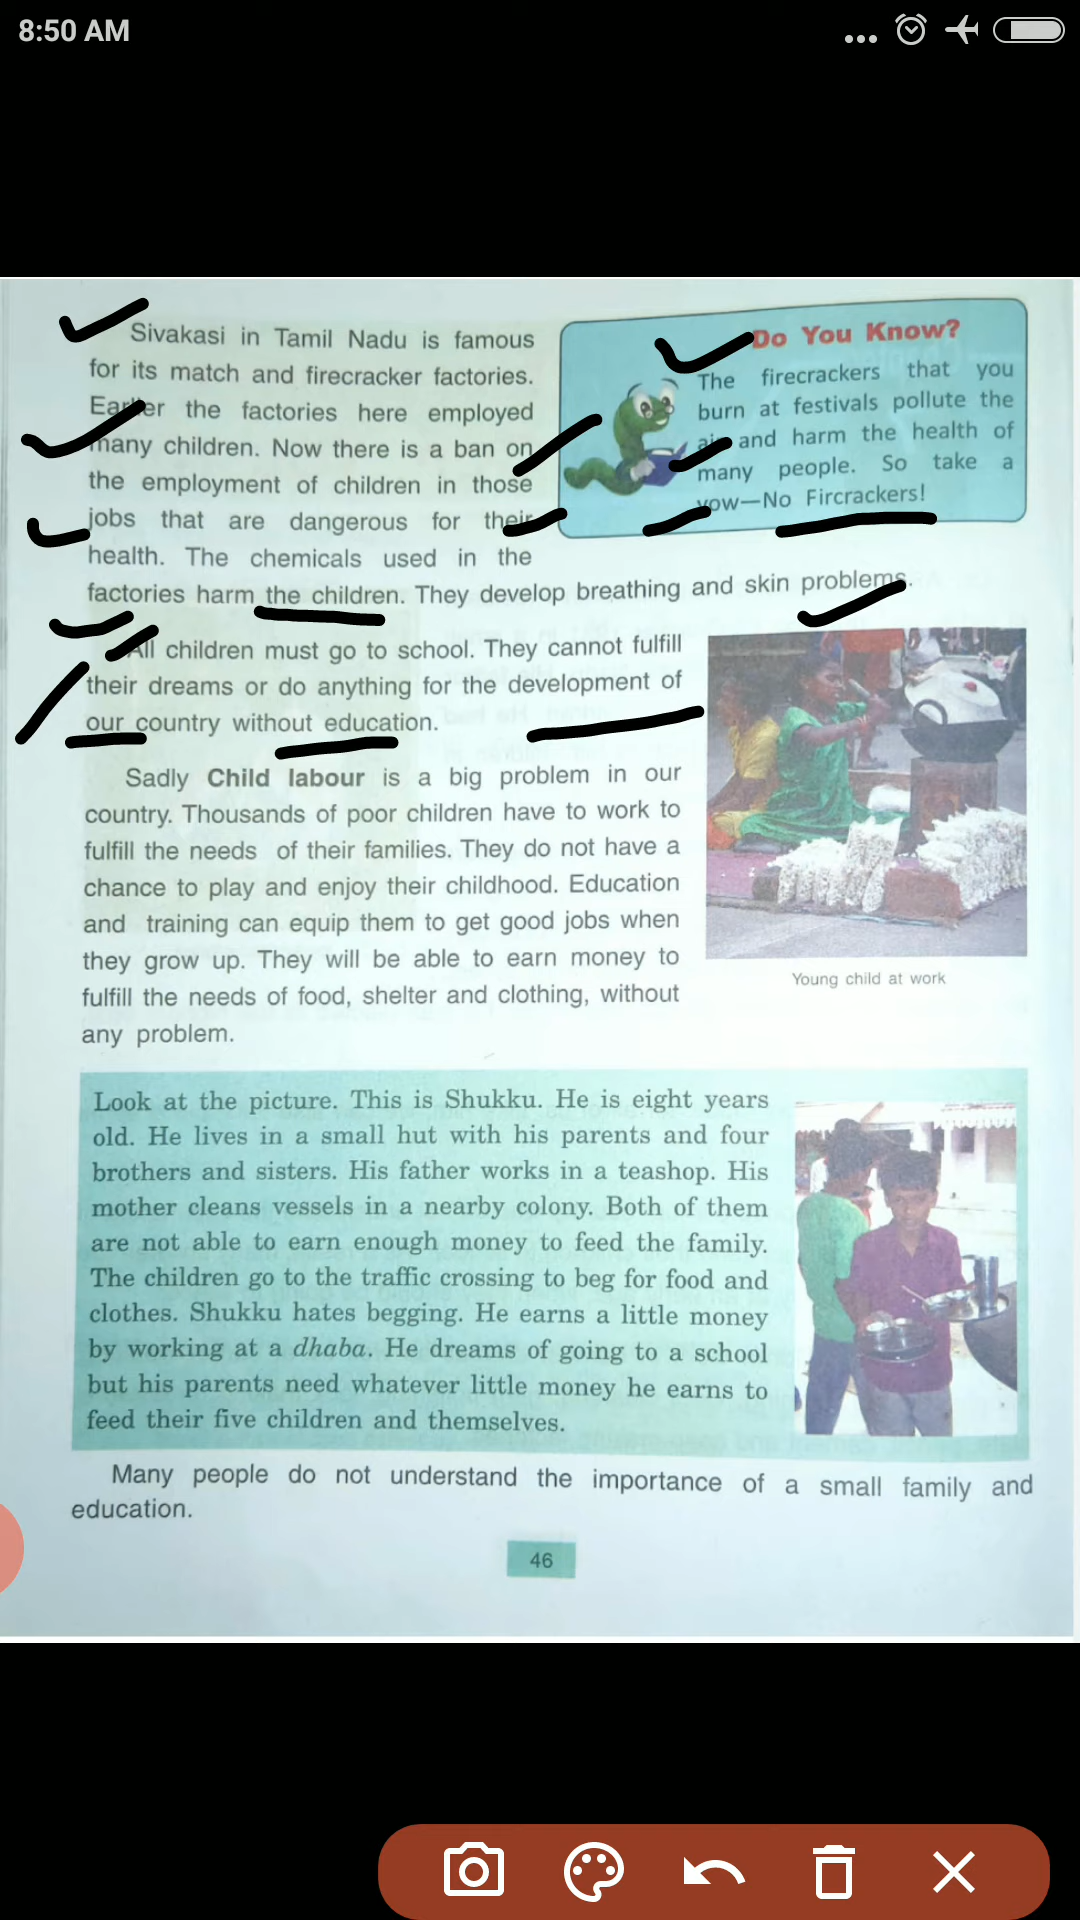 8:50 AM
Sivakasi in Tamil Nadu is famous
for its match and firecracker factories.
Earlier the factories here employed
many children. Now there is a ban on
the employment of children in those
jobs that are dangerous for their
health. The chemicals used in the
factories harm the children. They develop breathing and skin problems.
Do You Know?
The firecrackers that you
burn at festivals pollute the
air and harm the health of
many people. So take a
vow—No Fircrackers!
All children must go to school. They cannot fulfill
their dreams or do anything for the development of
our country without education.
Sadly Child labour is a big problem in our
country. Thousands of poor children have to work to
fulfill the needs of their families. They do not have a
chance to play and enjoy their childhood. Education
and training can equip them to get good jobs when
they grow up. They will be able to earn money to
fulfill the needs of food, shelter and clothing, without
any problem.
Young child at work
Look at the picture. This is Shukku. He is eight years
old. He lives in a small hut with his parents and four
brothers and sisters. His father works in a teashop. His
mother cleans vessels in a nearby colony. Both of them
are not able to earn enough money to feed the family.
The children go to the traffic crossing to beg for food and
clothes. Shukku hates begging. He earns a little money
by working at a dhaba. He dreams of going to a school
but his parents need whatever little money he earns to
feed their five children and themselves.
Many people do not understand the importance of a small family and
education.
46